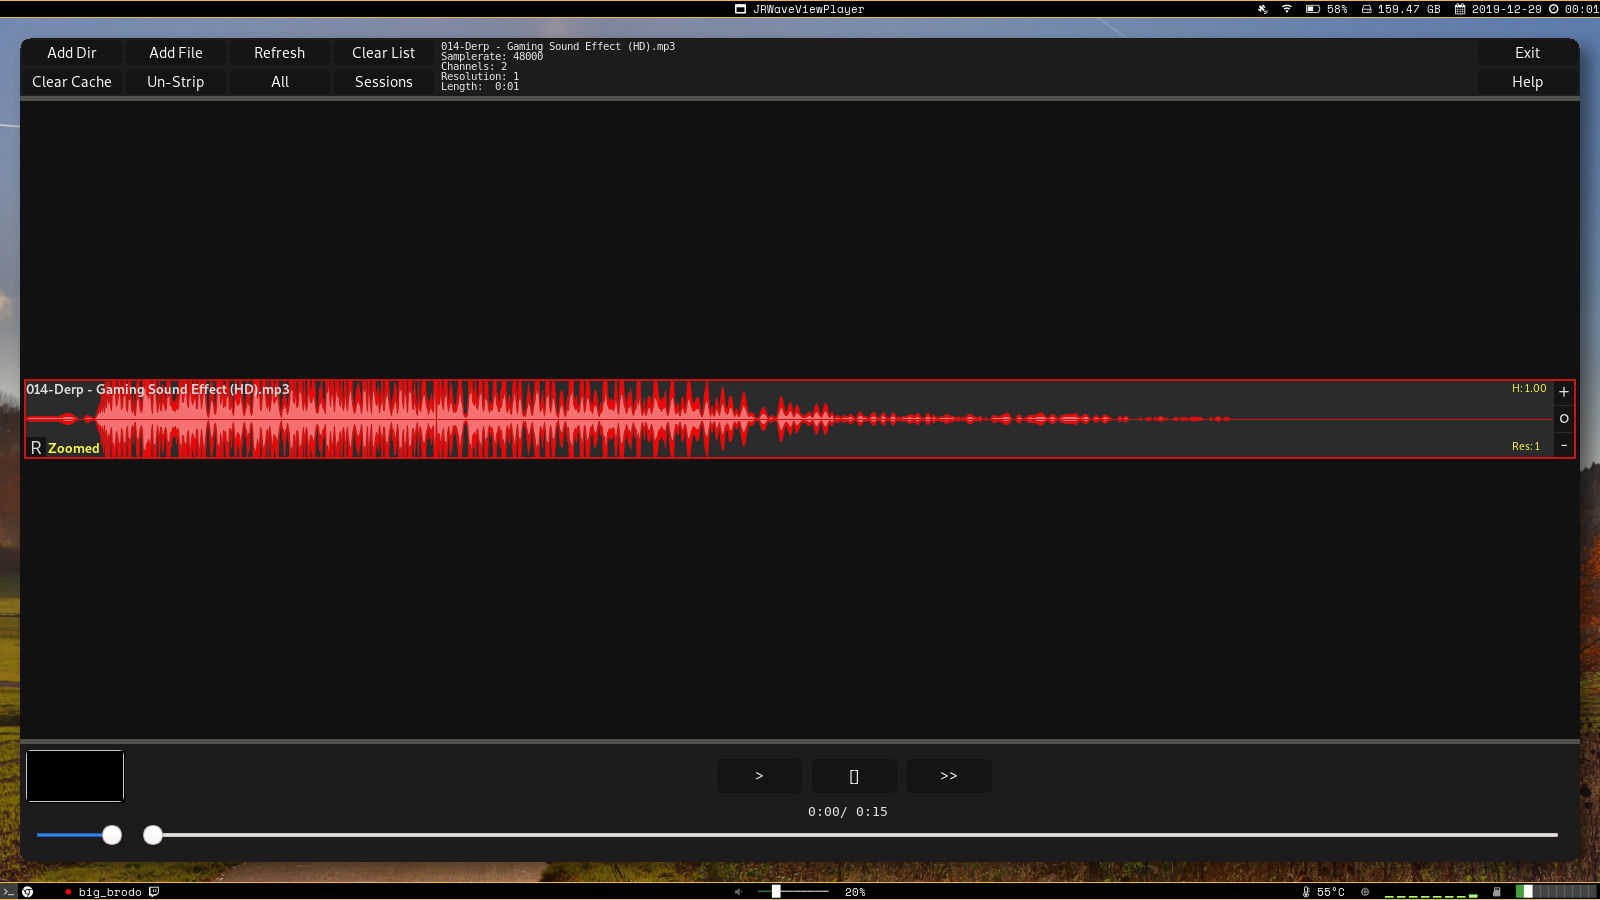 JRWaveViewPlayer
58% 159.47 GB 2019-12-29 00:01
Add Dir Add File Refresh Clear List
Clear Cache Un-Strip All Sessions
014-Derp - Gaming Sound Effect (HD).mp3
Samplerate: 48000
Channels: 2
Resolution: 1
Length: 0:01
Exit
Help
014-Derp - Gaming Sound Effect (HD).mp3
H:1.00
+
O
R Zoomed
Res:1
-
> [] >>
0:00/ 0:15
>_ big_brodo 20% 55°C